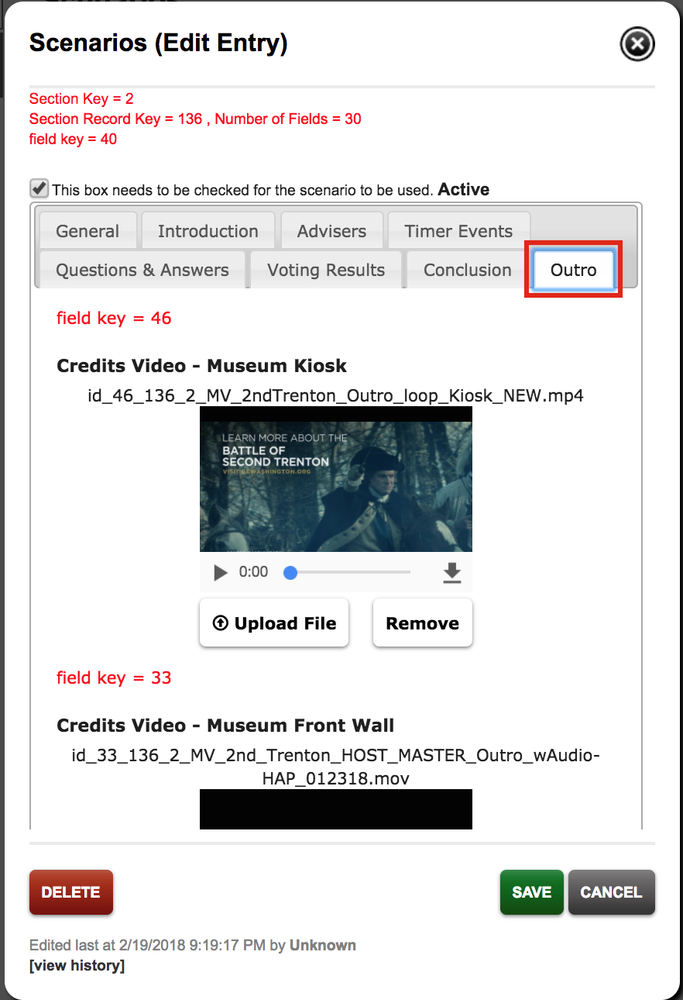 Scenarios (Edit Entry)
Section Key = 2
Section Record Key = 136 , Number of Fields = 30
field key = 40
This box needs to be checked for the scenario to be used. Active
General Introduction Advisers Timer Events
Questions & Answers Voting Results Conclusion Outro
field key = 46
Credits Video - Museum Kiosk
id_46_136_2_MV_2ndTrenton_Outro_loop_Kiosk_NEW.mp4
LEARN MORE ABOUT THE
BATTLE OF
SECOND TRENTON
VISIT BEWASHINGTON.ORG
0:00
Upload File Remove
field key = 33
Credits Video - Museum Front Wall
id_33_136_2_MV_2nd_Trenton_HOST_MASTER_Outro_wAudio-
HAP_012318.mov
DELETE SAVE CANCEL
Edited last at 2/19/2018 9:19:17 PM by Unknown
[view history]